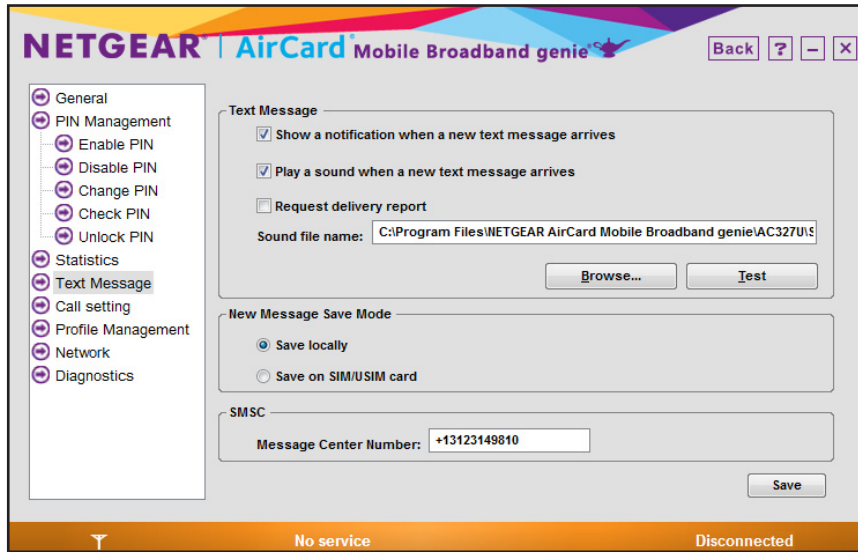 NETGEAR® | AirCard® Mobile Broadband genie® Back ? – X
General
PIN Management
Enable PIN
Disable PIN
Change PIN
Check PIN
Unlock PIN
Statistics
Text Message
Call setting
Profile Management
Network
Diagnostics
Text Message
Show a notification when a new text message arrives
Play a sound when a new text message arrives
Request delivery report
Sound file name: C:\Program Files\NETGEAR AirCard Mobile Broadband genie\AC327U\S
Browse... Test
New Message Save Mode
Save locally
Save on SIM/USIM card
SMSC
Message Center Number: +13123149810
Save
No service Disconnected